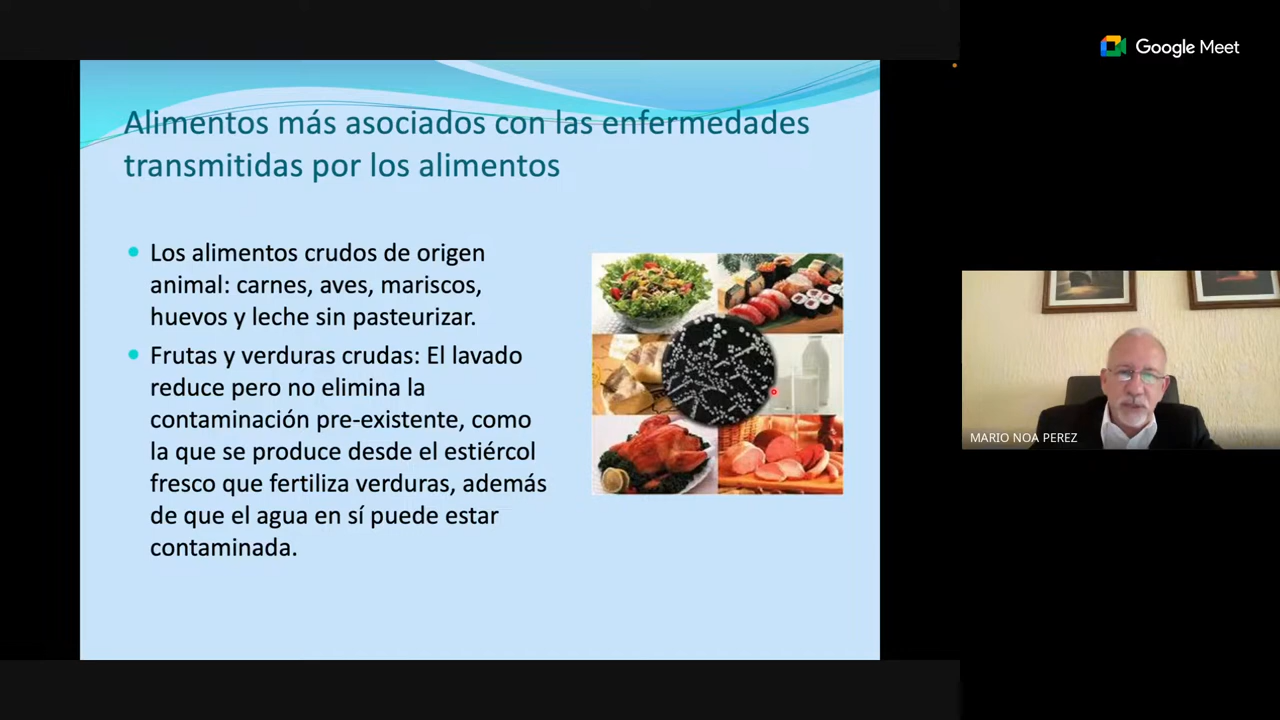 Google Meet
Alimentos más asociados con las enfermedades
transmitidas por los alimentos
• Los alimentos crudos de origen
animal: carnes, aves, mariscos,
huevos y leche sin pasteurizar.
• Frutas y verduras crudas: El lavado
reduce pero no elimina la
contaminación pre-existente, como
la que se produce desde el estiércol
fresco que fertiliza verduras, además
de que el agua en sí puede estar
contaminada.
MARIO NOA PEREZ